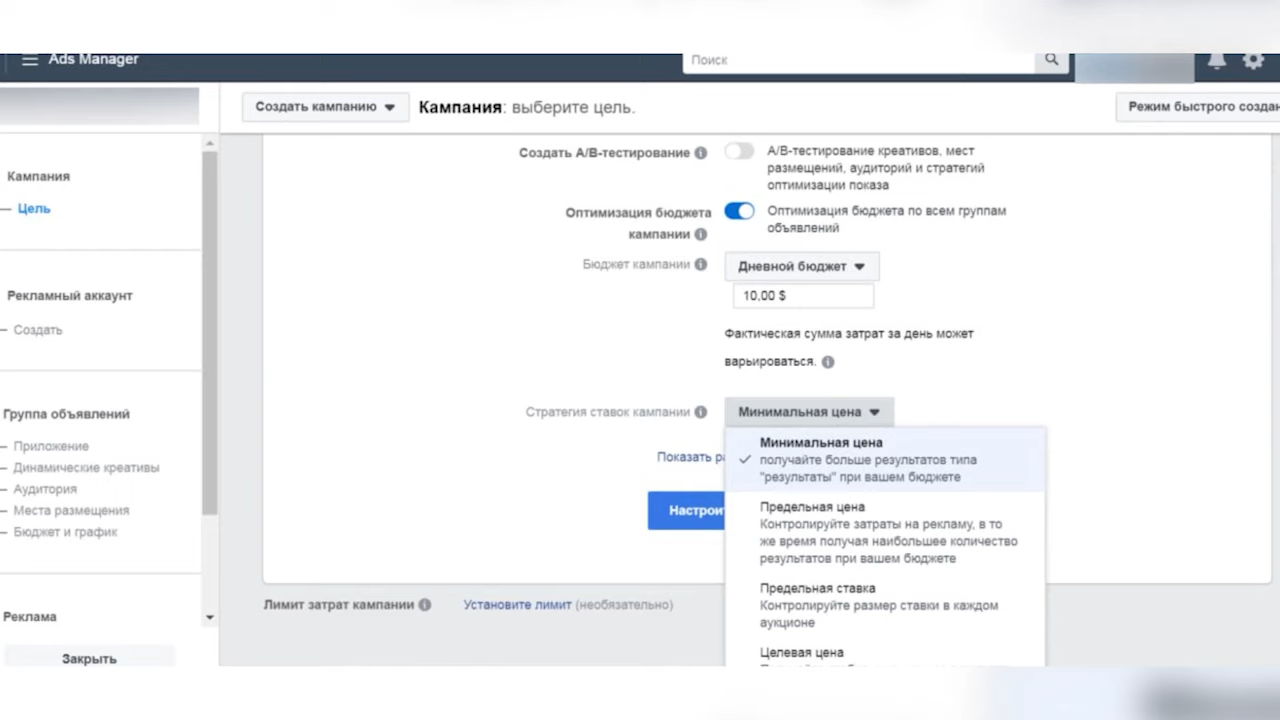 Ads Manager
Поиск
Создать кампанию
Кампания: выберите цель.
Режим быстрого создан
Кампания
Цель
Рекламный аккаунт
Создать
Группа объявлений
Приложение
Динамические креативы
Аудитория
Места размещения
Бюджет и график
Реклама
Закрыть
Создать A/B-тестирование
A/B-тестирование креативов, мест
размещений, аудиторий и стратегий
оптимизации показа
Оптимизация бюджета
кампании
Оптимизация бюджета по всем группам
объявлений
Бюджет кампании
Дневной бюджет
10,00 $
Фактическая сумма затрат за день может
варьироваться.
Стратегия ставок кампании
Минимальная цена
Минимальная цена
получайте больше результатов типа
"результаты" при вашем бюджете
Показать ра
Предельная цена
Контролируйте затраты на рекламу, в то
же время получая наибольшее количество
результатов при вашем бюджете
Настрои
Предельная ставка
Контролируйте размер ставки в каждом
аукционе
Целевая цена
Лимит затрат кампании
Установите лимит (необязательно)